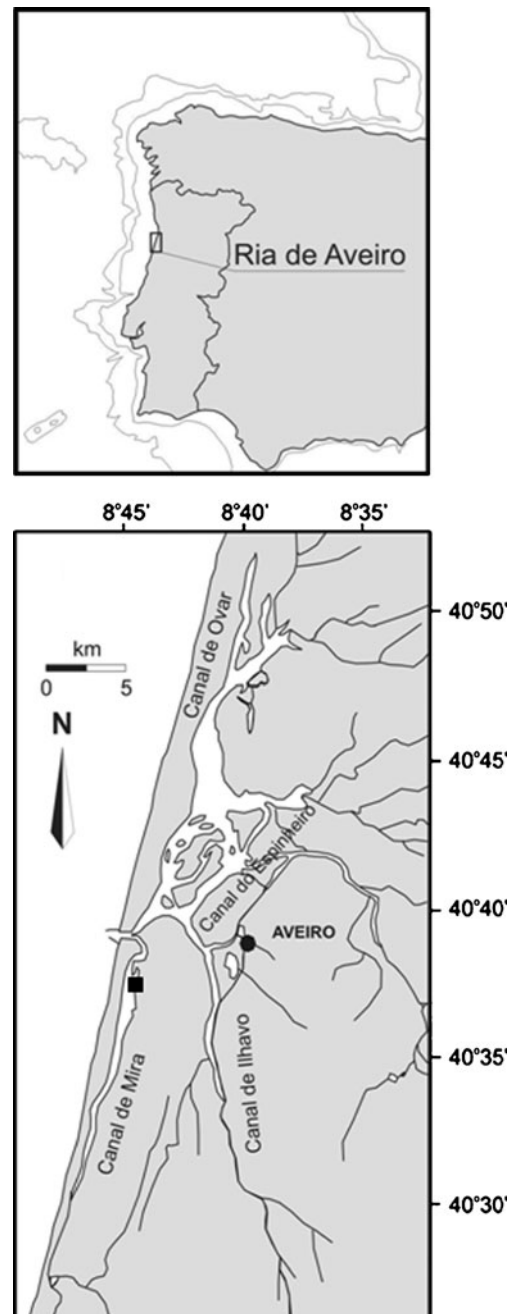 Ria de Aveiro
8°45' 8°40' 8°35'
Canal de Ovar
40°50'
km
0 5
N
40°45'
Canal do Espinheiro
40°40'
AVEIRO
40°35'
Canal de Mira
Canal de Ilhavo
40°30'